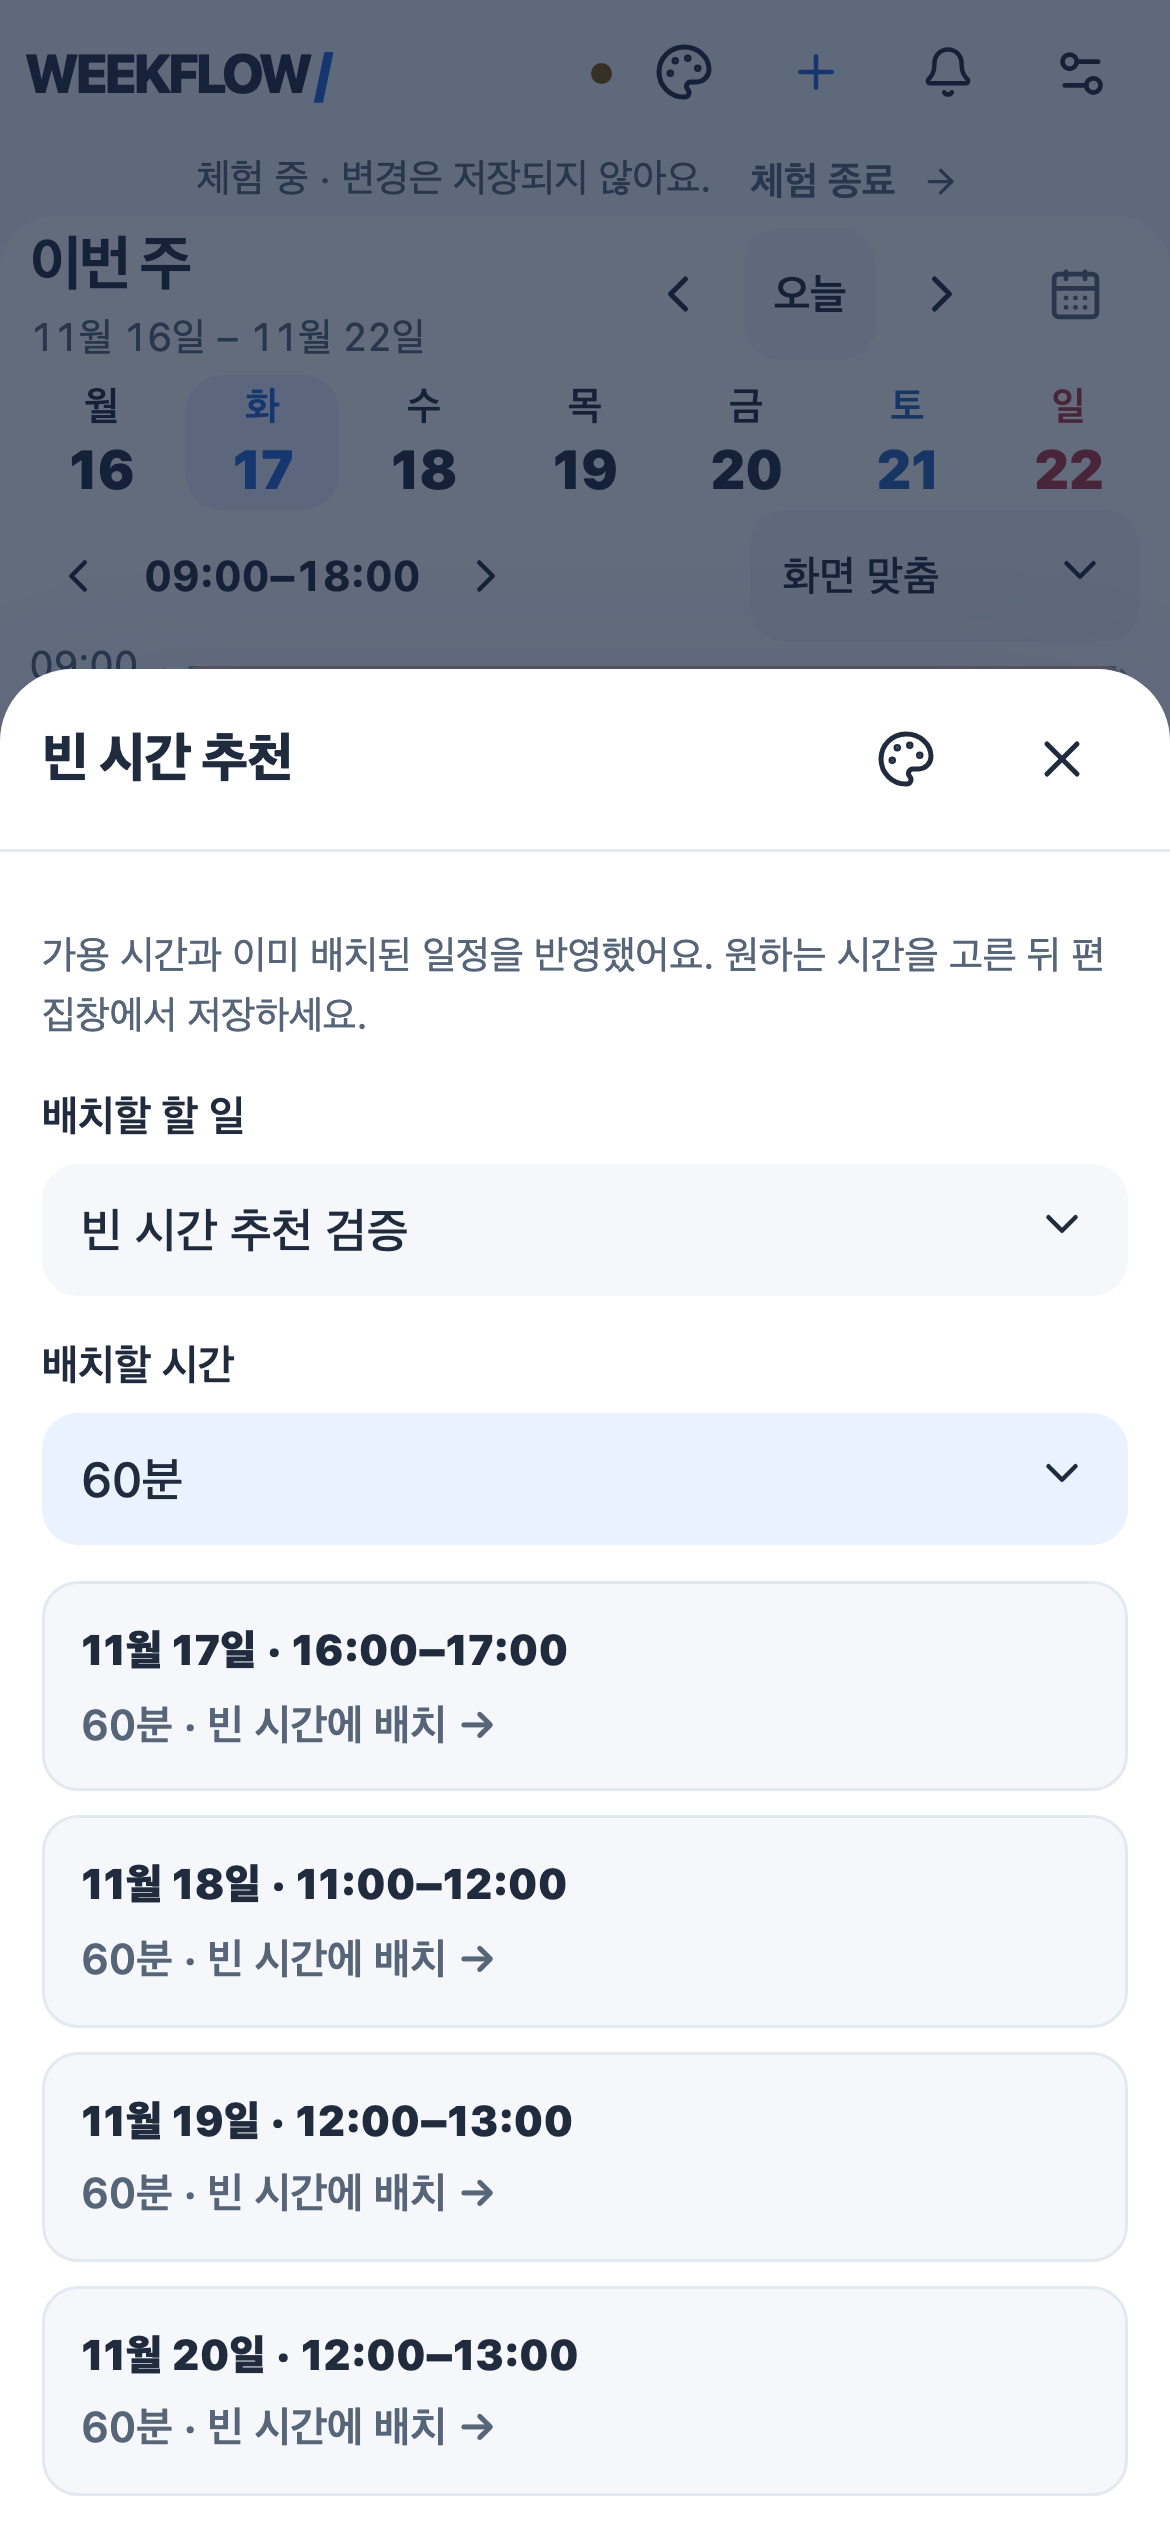 WEEKFLOW/
체험 중 · 변경은 저장되지 않아요. 체험 종료 →
이번 주
오늘
11월 16일 – 11월 22일
월 화 수 목 금 토 일
16 17 18 19 20 21 22
09:00–18:00
화면 맞춤
09:00
빈 시간 추천
가용 시간과 이미 배치된 일정을 반영했어요. 원하는 시간을 고른 뒤 편
집창에서 저장하세요.
배치할 할 일
빈 시간 추천 검증
배치할 시간
60분
11월 17일 · 16:00–17:00
60분 · 빈 시간에 배치 →
11월 18일 · 11:00–12:00
60분 · 빈 시간에 배치 →
11월 19일 · 12:00–13:00
60분 · 빈 시간에 배치 →
11월 20일 · 12:00–13:00
60분 · 빈 시간에 배치 →